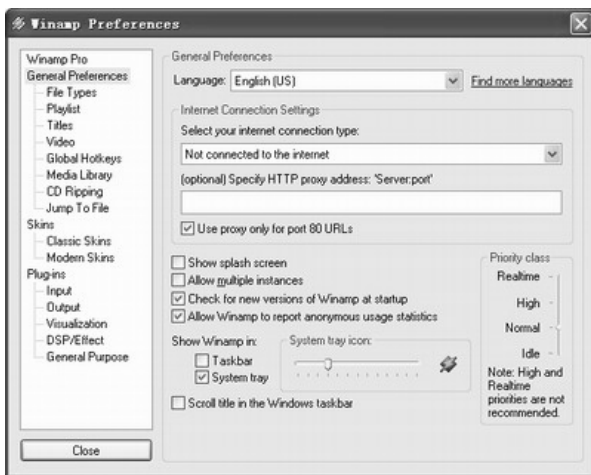 Winamp Preferences
Winamp Pro
General Preferences
File Types
Playlist
Titles
Video
Global Hotkeys
Media Library
CD Ripping
Jump To File
Skins
Classic Skins
Modern Skins
Plug-ins
Input
Output
Visualization
DSP/Effect
General Purpose
Close
General Preferences
Language: English (US) Find more languages
Internet Connection Settings
Select your internet connection type:
Not connected to the internet
(optional) Specify HTTP proxy address: 'Server:port'
Use proxy only for port 80 URLs
Show splash screen
Allow multiple instances
Check for new versions of Winamp at startup
Allow Winamp to report anonymous usage statistics
Show Winamp in:
Taskbar
System tray
System tray icon:
Scroll title in the Windows taskbar
Priority class
Realtime
High
Normal
Idle
Note: High and
Realtime
priorities are not
recommended.